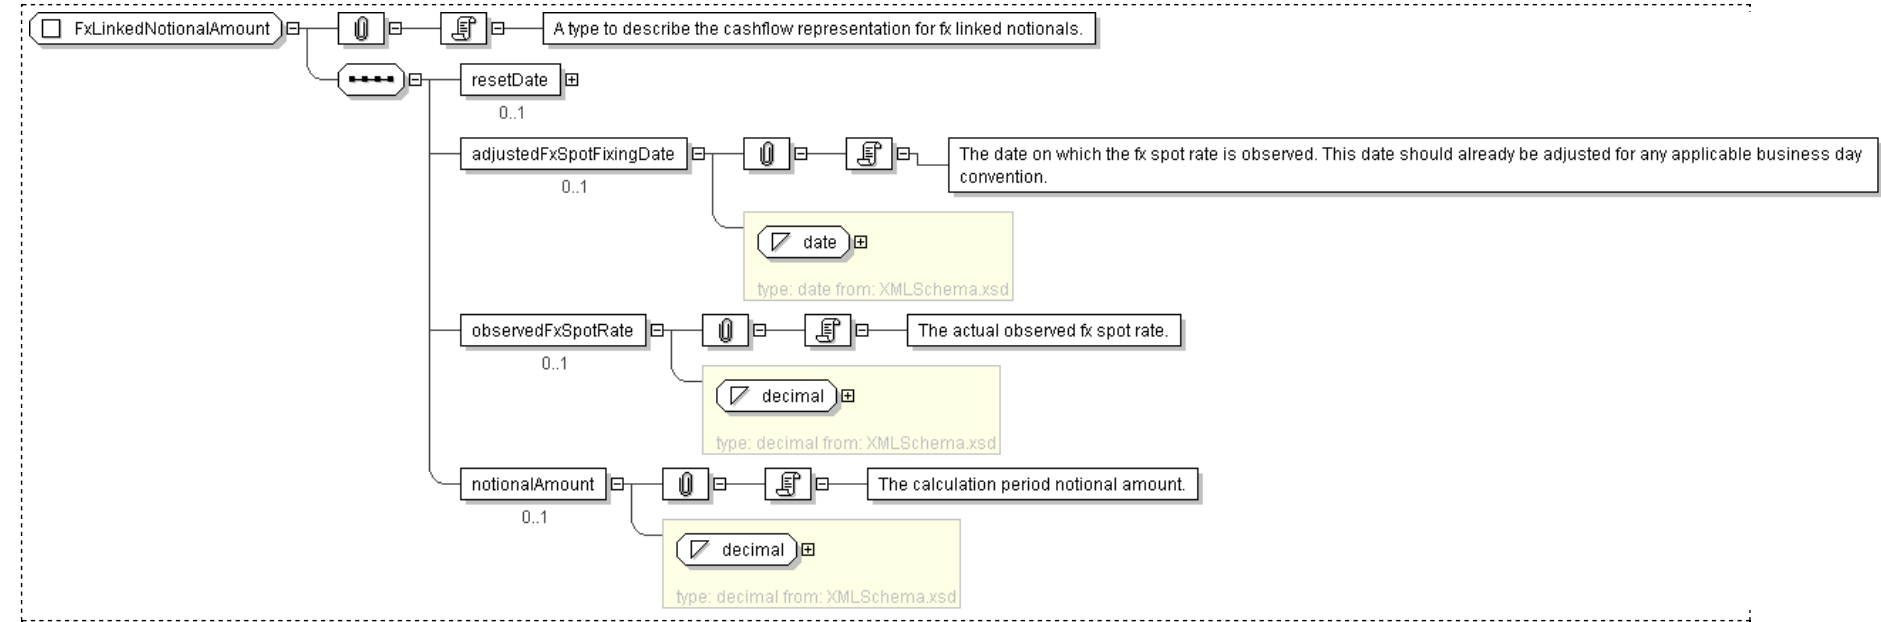 FxLinkedNotionalAmount
A type to describe the cashflow representation for fx linked notionals.
resetDate
0..1
adjustedFxSpotFixingDate
0..1
The date on which the fx spot rate is observed. This date should already be adjusted for any applicable business day
convention.
date
type: date from: XMLSchema.xsd
observedFxSpotRate
0..1
The actual observed fx spot rate.
decimal
type: decimal from: XMLSchema.xsd
notionalAmount
0..1
The calculation period notional amount.
decimal
type: decimal from: XMLSchema.xsd